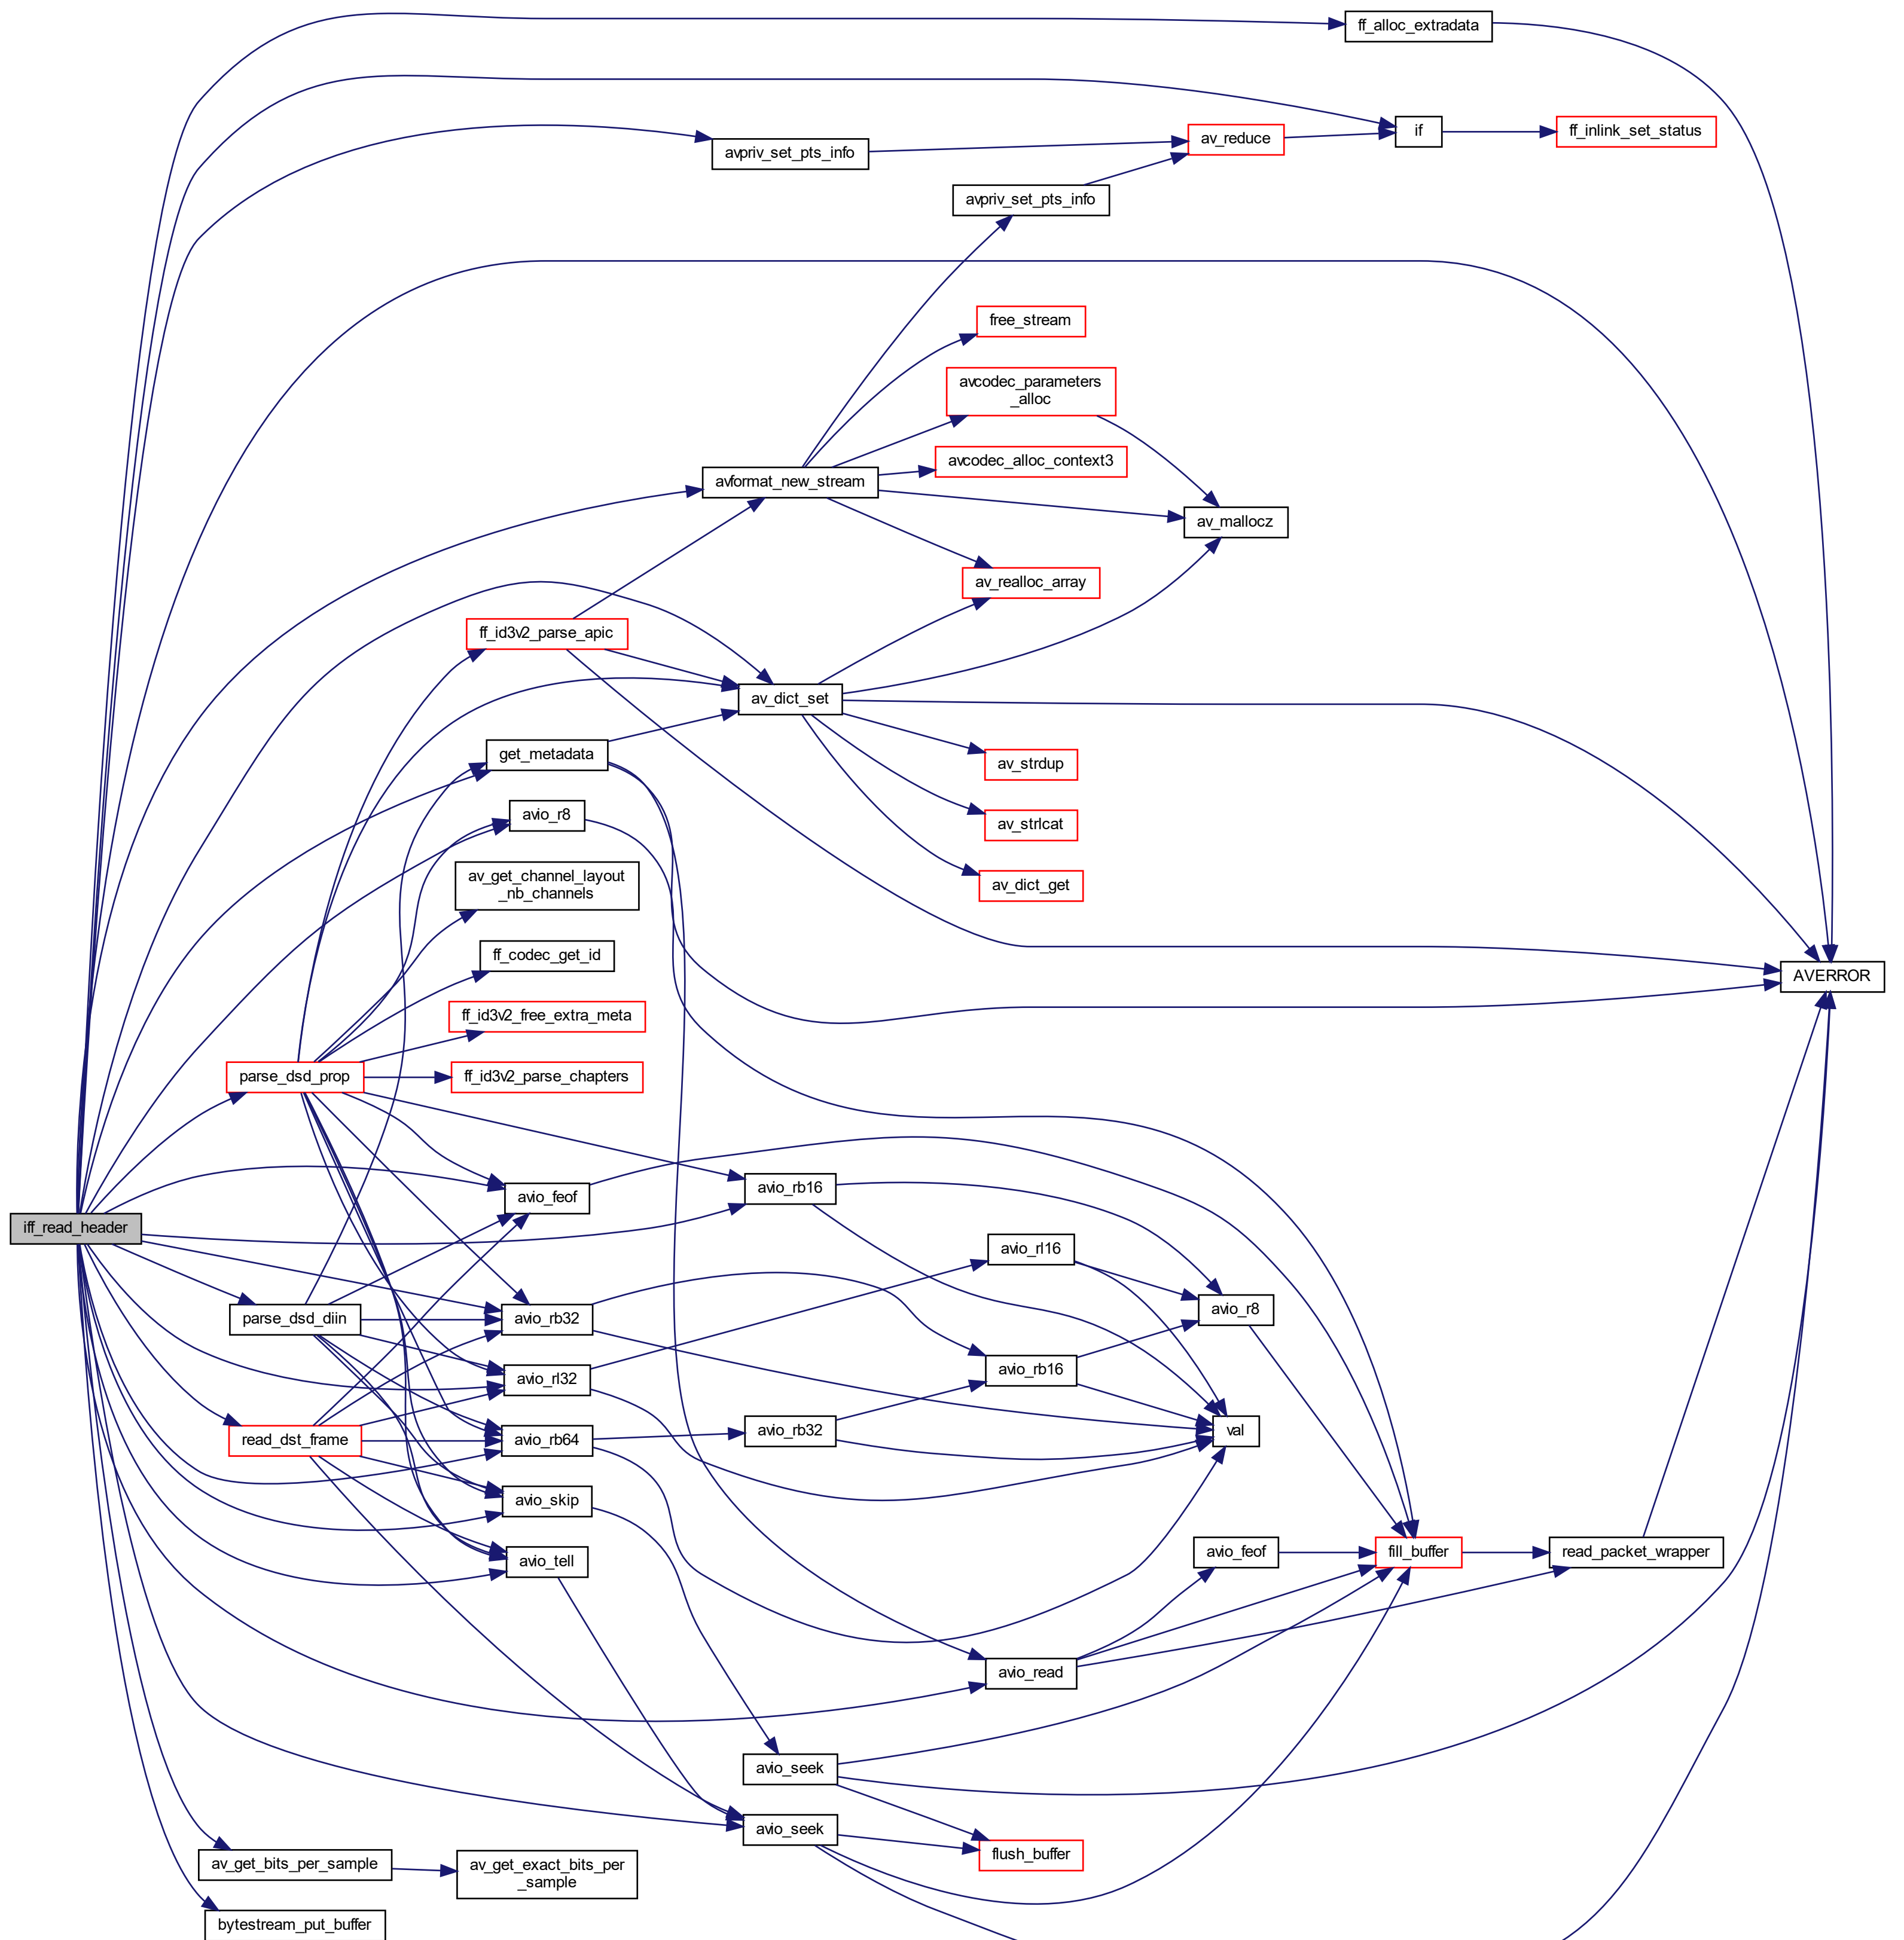 ff_alloc_extradata
if
ff_inlink_set_status
av_reduce
avpriv_set_pts_info
avpriv_set_pts_info
free_stream
avcodec_parameters
_alloc
avcodec_alloc_context3
avformat_new_stream
av_mallocz
av_realloc_array
ff_id3v2_parse_apic
av_dict_set
get_metadata
av_strdup
avio_r8
av_strlcat
av_get_channel_layout
_nb_channels
av_dict_get
ff_codec_get_id
AVERROR
ff_id3v2_free_extra_meta
parse_dsd_prop
ff_id3v2_parse_chapters
avio_feof
avio_rb16
iff_read_header
avio_rl16
parse_dsd_diin
avio_rb32
avio_r8
avio_rl32
avio_rb16
read_dst_frame
avio_rb64
avio_rb32
val
avio_skip
avio_tell
avio_feof
fill_buffer
read_packet_wrapper
avio_read
avio_seek
avio_seek
flush_buffer
av_get_bits_per_sample
av_get_exact_bits_per
_sample
bytestream_put_buffer